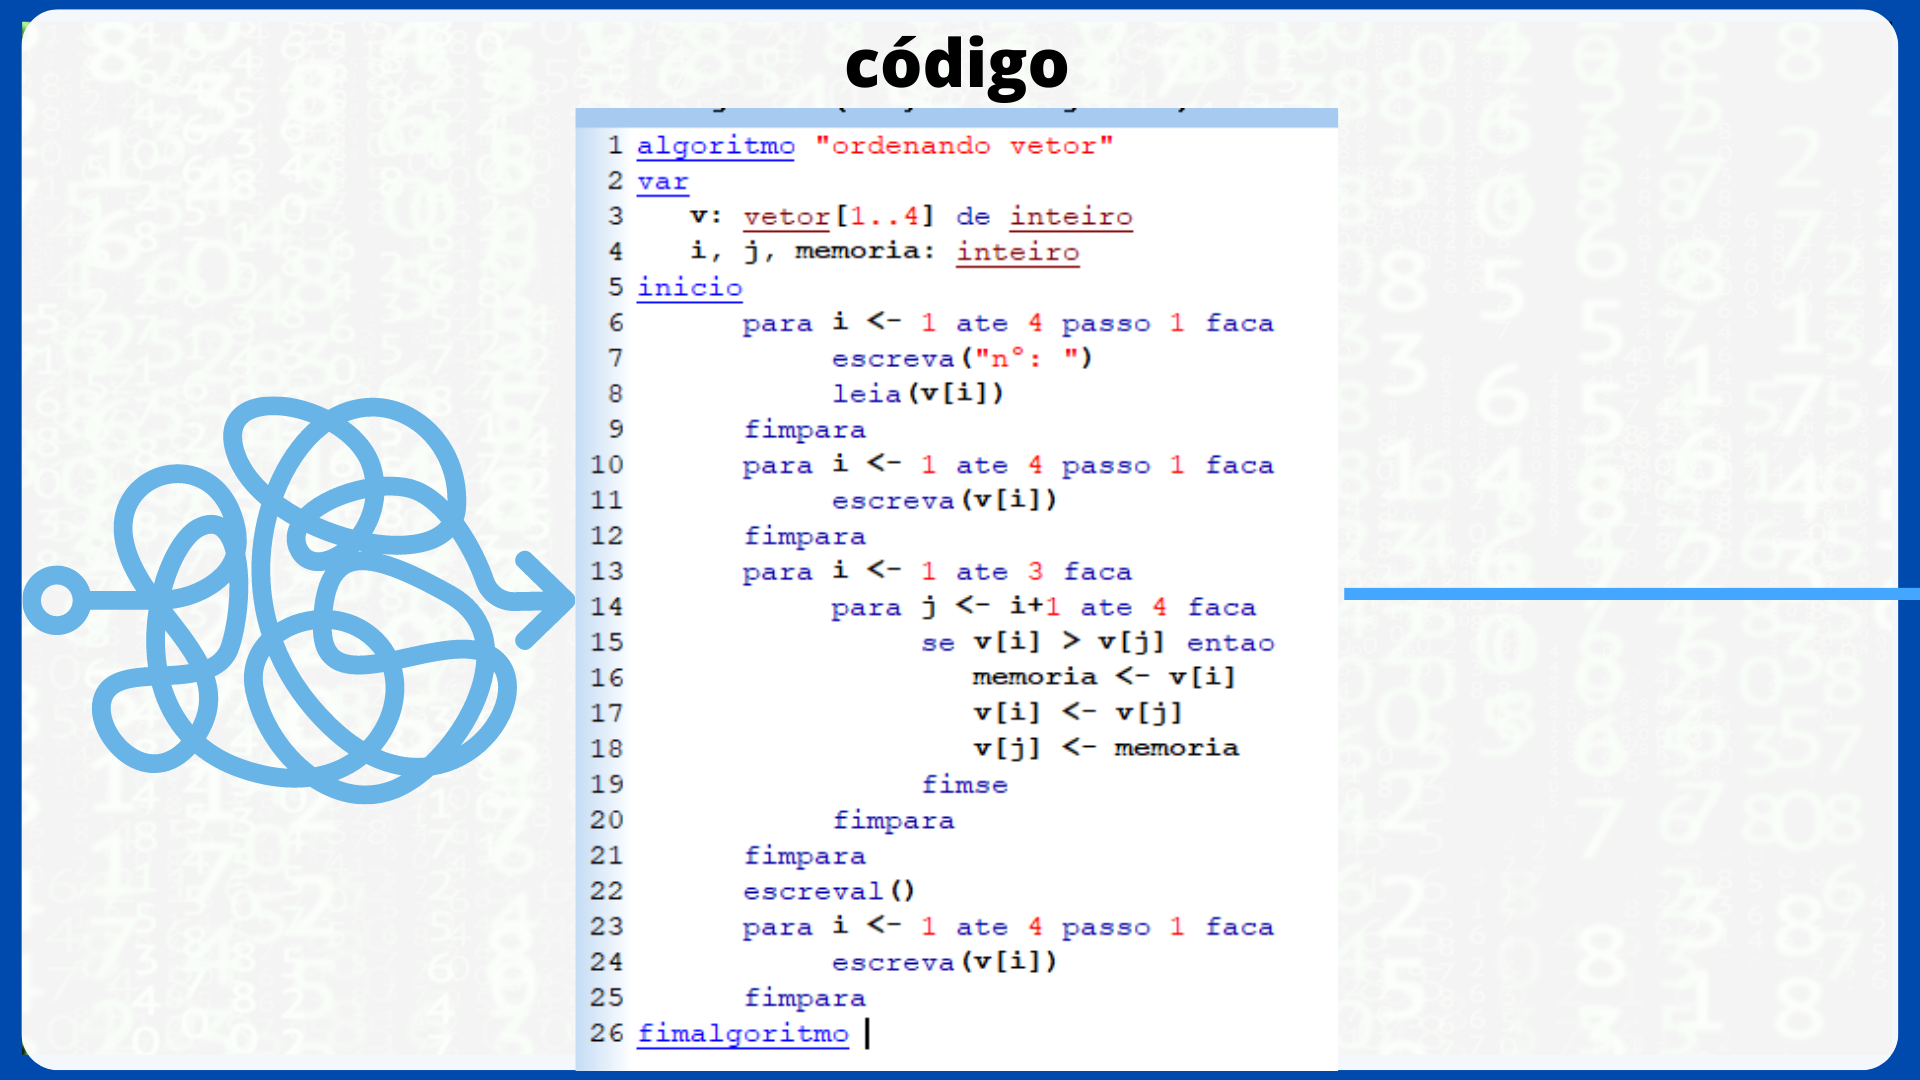 código
1 algoritmo "ordenando vetor"
2 var
3 v: vetor[1..4] de inteiro
4 i, j, memoria: inteiro
5 inicio
6 para i <- 1 ate 4 passo 1 faca
7 escreva("n°: ")
8 leia(v[i])
9 fimpara
10 para i <- 1 ate 4 passo 1 faca
11 escreva(v[i])
12 fimpara
13 para i <- 1 ate 3 faca
14 para j <- i+1 ate 4 faca
15 se v[i] > v[j] entao
16 memoria <- v[i]
17 v[i] <- v[j]
18 v[j] <- memoria
19 fimse
20 fimpara
21 fimpara
22 escreval()
23 para i <- 1 ate 4 passo 1 faca
24 escreva(v[i])
25 fimpara
26 fimalgoritmo